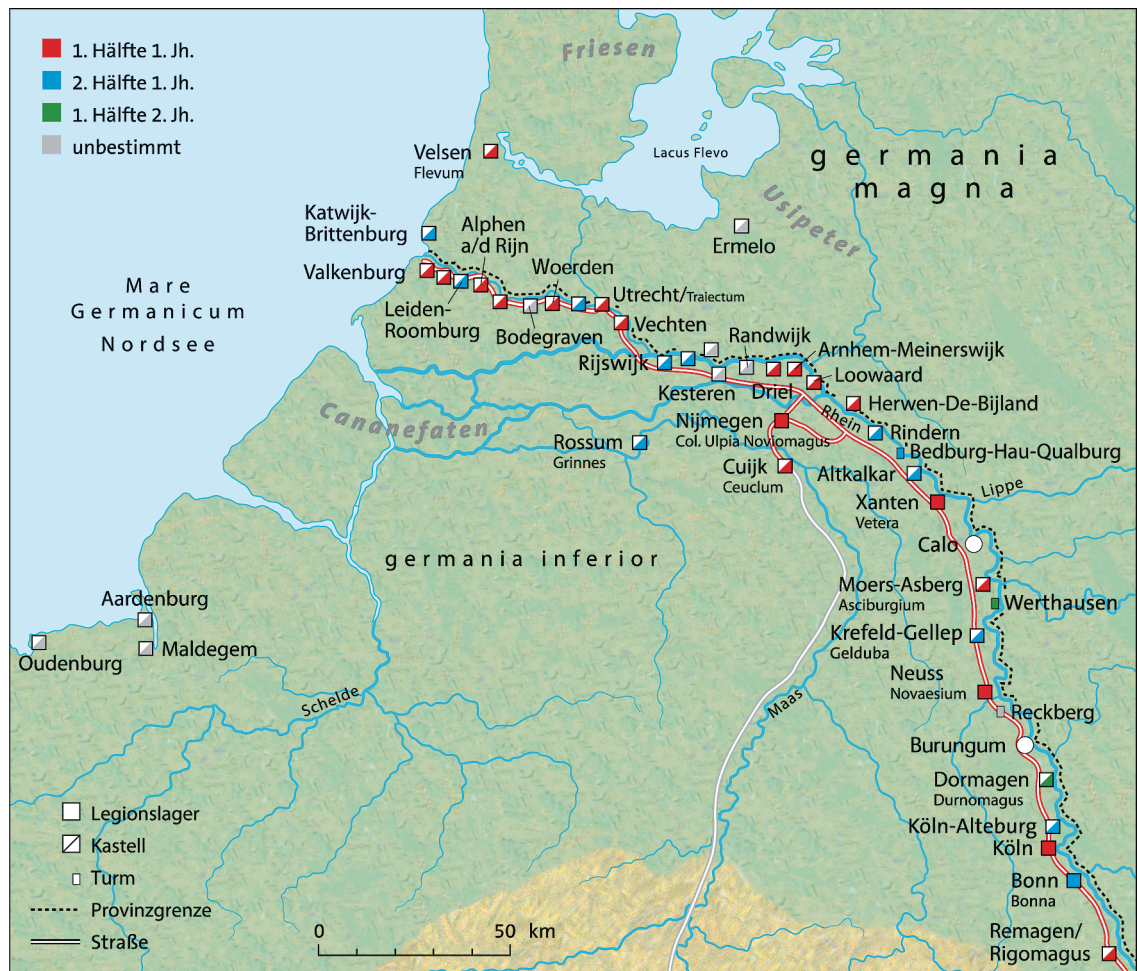 1. Hälfte 1. Jh.
2. Hälfte 1. Jh.
1. Hälfte 2. Jh.
unbestimmt
Friesen
Lacus Flevo
germania
magna
Usipeter
Velsen
Flevum
Ermelo
Katwijk-
Brittenburg
Alphen
a/d Rijn
Valkenburg
Woerden
Utrecht/Traiectum
Leiden-
Roomburg
Bodegraven
Vechten
Mare
Germanicum
Nordsee
Randwijk
Rijswijk
Arnhem-Meinerswijk
Loowaard
Kesteren
Driel
Herwen-De-Bijland
Rhein
Cananefaten
Nijmegen
Col. Ulpia Noviomagus
Rindern
Rossum
Grinnes
Bedburg-Hau-Qualburg
Cuijk
Ceuclum
Altkalkar
Lippe
Xanten
Vetera
Calo
germania inferior
Moers-Asberg
Asciburgium
Werthausen
Aardenburg
Krefeld-Gellep
Gelduba
Oudenburg
Maldegem
Neuss
Novaesium
Schelde
Maas
Reckberg
Burungum
Dormagen
Durnomagus
Köln-Alteburg
Köln
Bonn
Bonna
Remagen/
Rigomagus
Legionslager
Kastell
Turm
Provinzgrenze
Straße
0 50 km